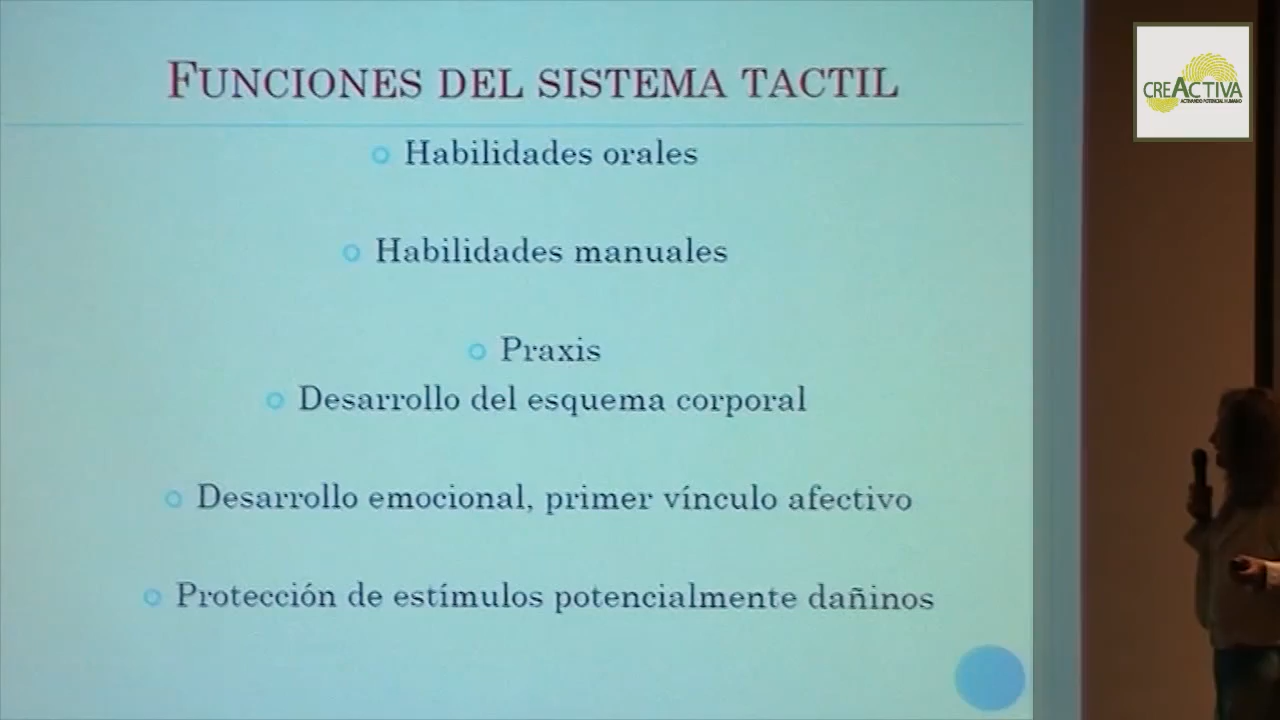 FUNCIONES DEL SISTEMA TACTIL
Habilidades orales
Habilidades manuales
Praxis
Desarrollo del esquema corporal
Desarrollo emocional, primer vínculo afectivo
Protección de estímulos potencialmente dañinos
CREACTIVA
ACTIVANDO POTENCIAL HUMANO